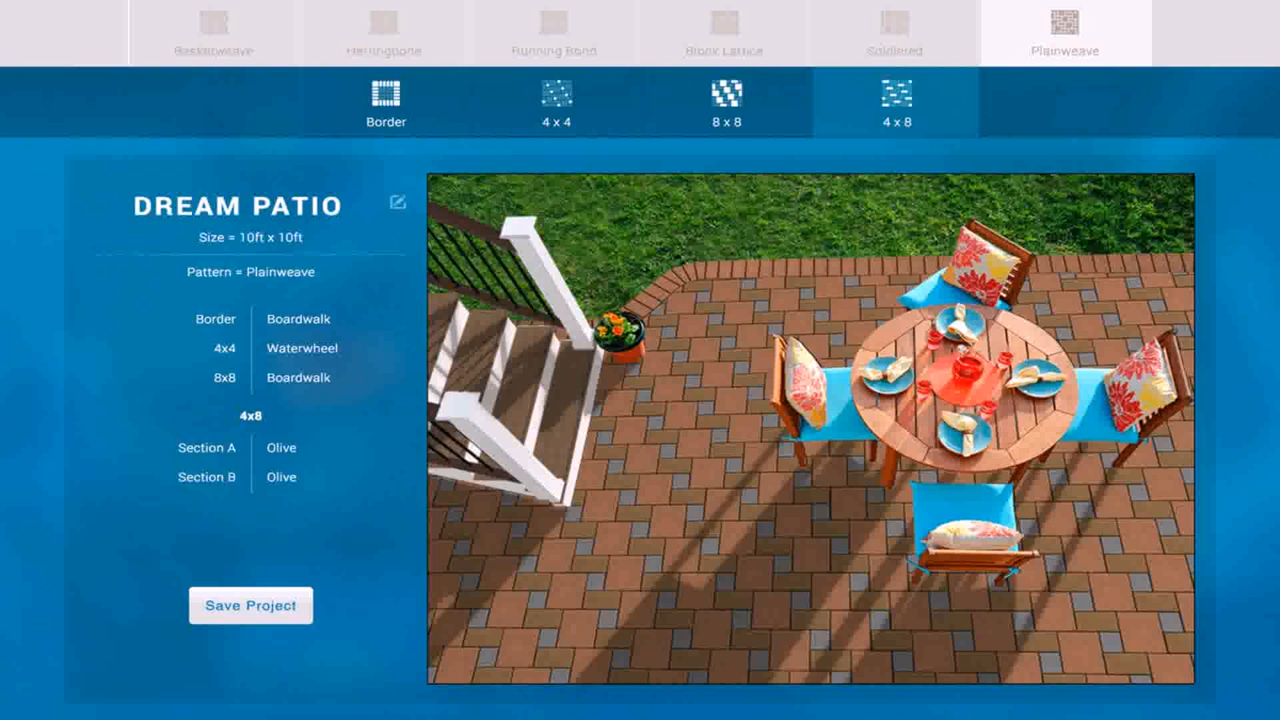 Basketweave
Herringbone
Running Bond
Block Lattice
Soldiered
Plainweave
Border
4 x 4
8 x 8
4 x 8
DREAM PATIO
Size = 10ft x 10ft
Pattern = Plainweave
Border Boardwalk
4x4 Waterwheel
8x8 Boardwalk
4x8
Section A Olive
Section B Olive
Save Project